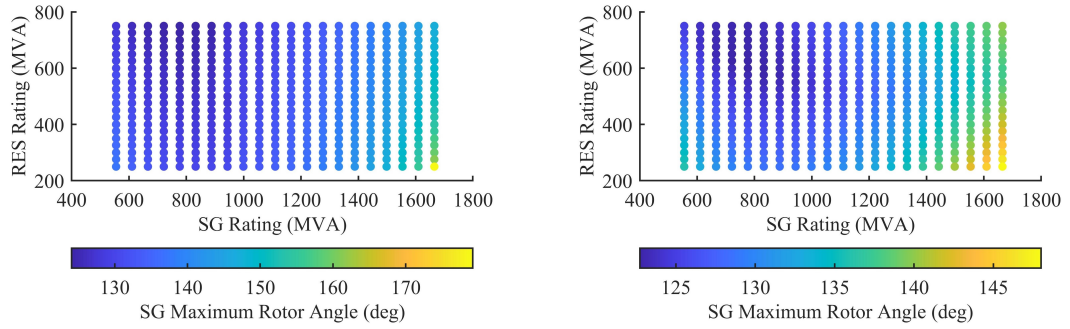 800
600
400
200
RES Rating (MVA)
400 600 800 1000 1200 1400 1600 1800
SG Rating (MVA)
130 140 150 160 170
SG Maximum Rotor Angle (deg)
800
600
400
200
RES Rating (MVA)
400 600 800 1000 1200 1400 1600 1800
SG Rating (MVA)
125 130 135 140 145
SG Maximum Rotor Angle (deg)